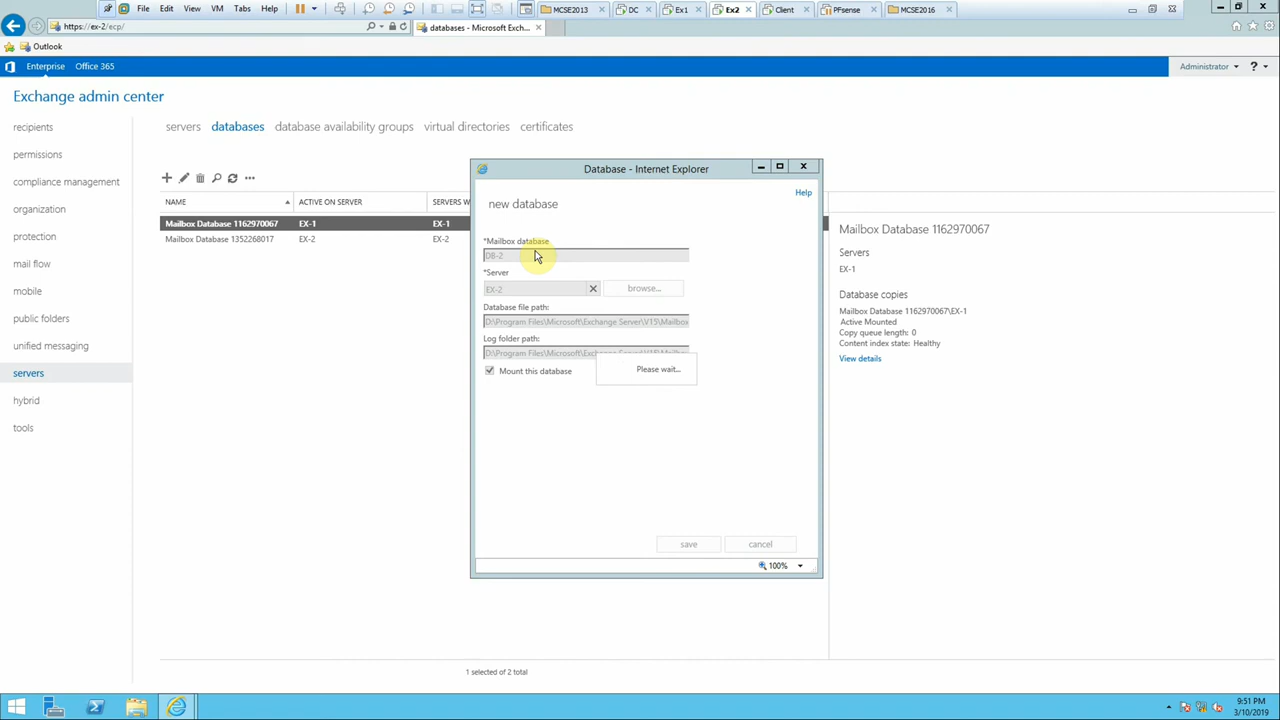 File Edit View VM Tabs Help
MCSE2013 DC Ex1 Ex2 Client PFsense MCSE2016
https://ex-2/ecp/
databases - Microsoft Exch...
Outlook
Enterprise Office 365
Administrator ?
Exchange admin center
recipients
permissions
compliance management
organization
protection
mail flow
mobile
public folders
unified messaging
servers
hybrid
tools
servers databases database availability groups virtual directories certificates
NAME ACTIVE ON SERVER SERVERS W
Mailbox Database 1162970067 EX-1 EX-1
Mailbox Database 1352268017 EX-2 EX-2
1 selected of 2 total
Database - Internet Explorer
Help
new database
*Mailbox database
DB-2
*Server
EX-2 browse...
Database file path:
D:\Program Files\Microsoft\Exchange Server\V15\Mailbox
Log folder path:
D:\Program Files\Microsoft\Exchange Server\V15\Mailbox
Please wait...
Mount this database
save cancel
100%
Mailbox Database 1162970067
Servers
EX-1
Database copies
Mailbox Database 1162970067\EX-1
Active Mounted
Copy queue length: 0
Content index state: Healthy
View details
9:51 PM
3/10/2019